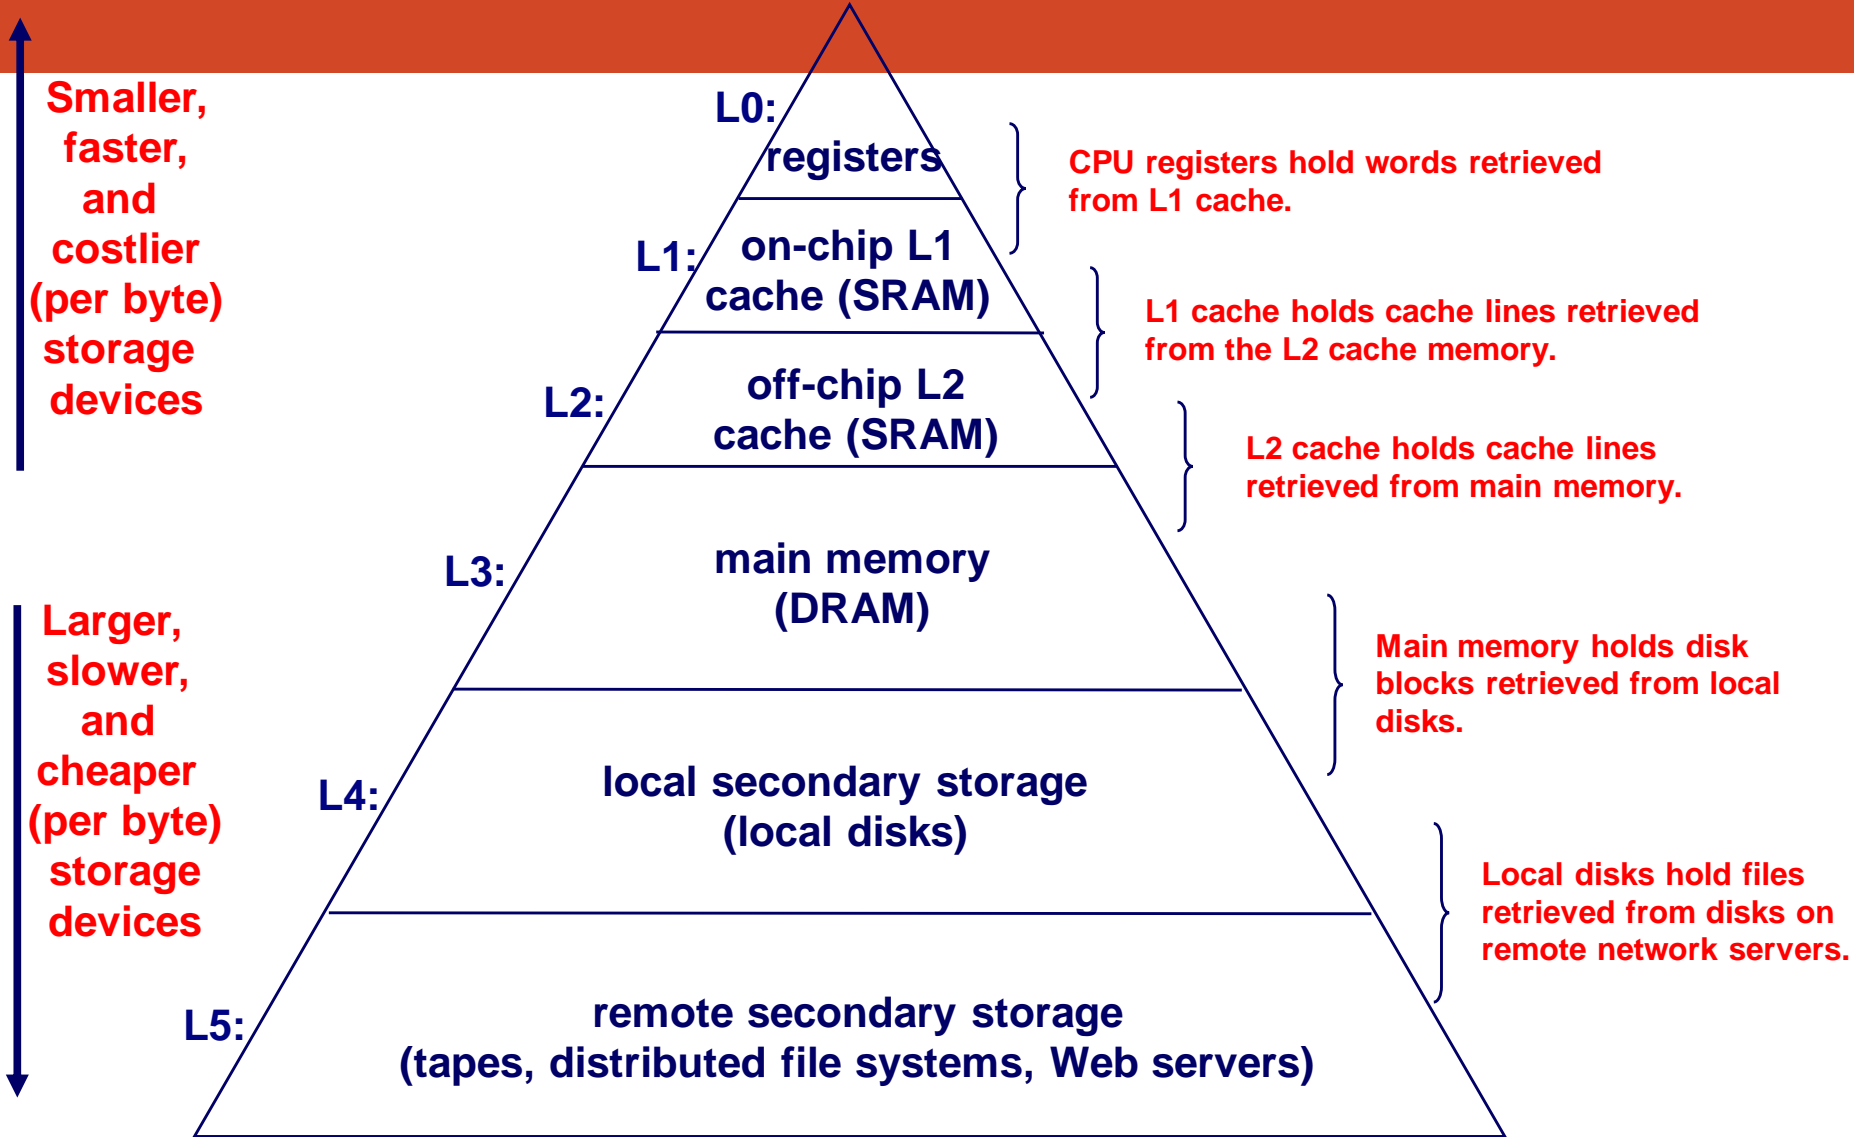 Smaller,
faster,
and
costlier
(per byte)
storage
devices
Larger,
slower,
and
cheaper
(per byte)
storage
devices
L0:
registers
CPU registers hold words retrieved
from L1 cache.
L1:
on-chip L1
cache (SRAM)
L1 cache holds cache lines retrieved
from the L2 cache memory.
L2:
off-chip L2
cache (SRAM)
L2 cache holds cache lines
retrieved from main memory.
L3:
main memory
(DRAM)
Main memory holds disk
blocks retrieved from local
disks.
L4:
local secondary storage
(local disks)
Local disks hold files
retrieved from disks on
remote network servers.
L5:
remote secondary storage
(tapes, distributed file systems, Web servers)